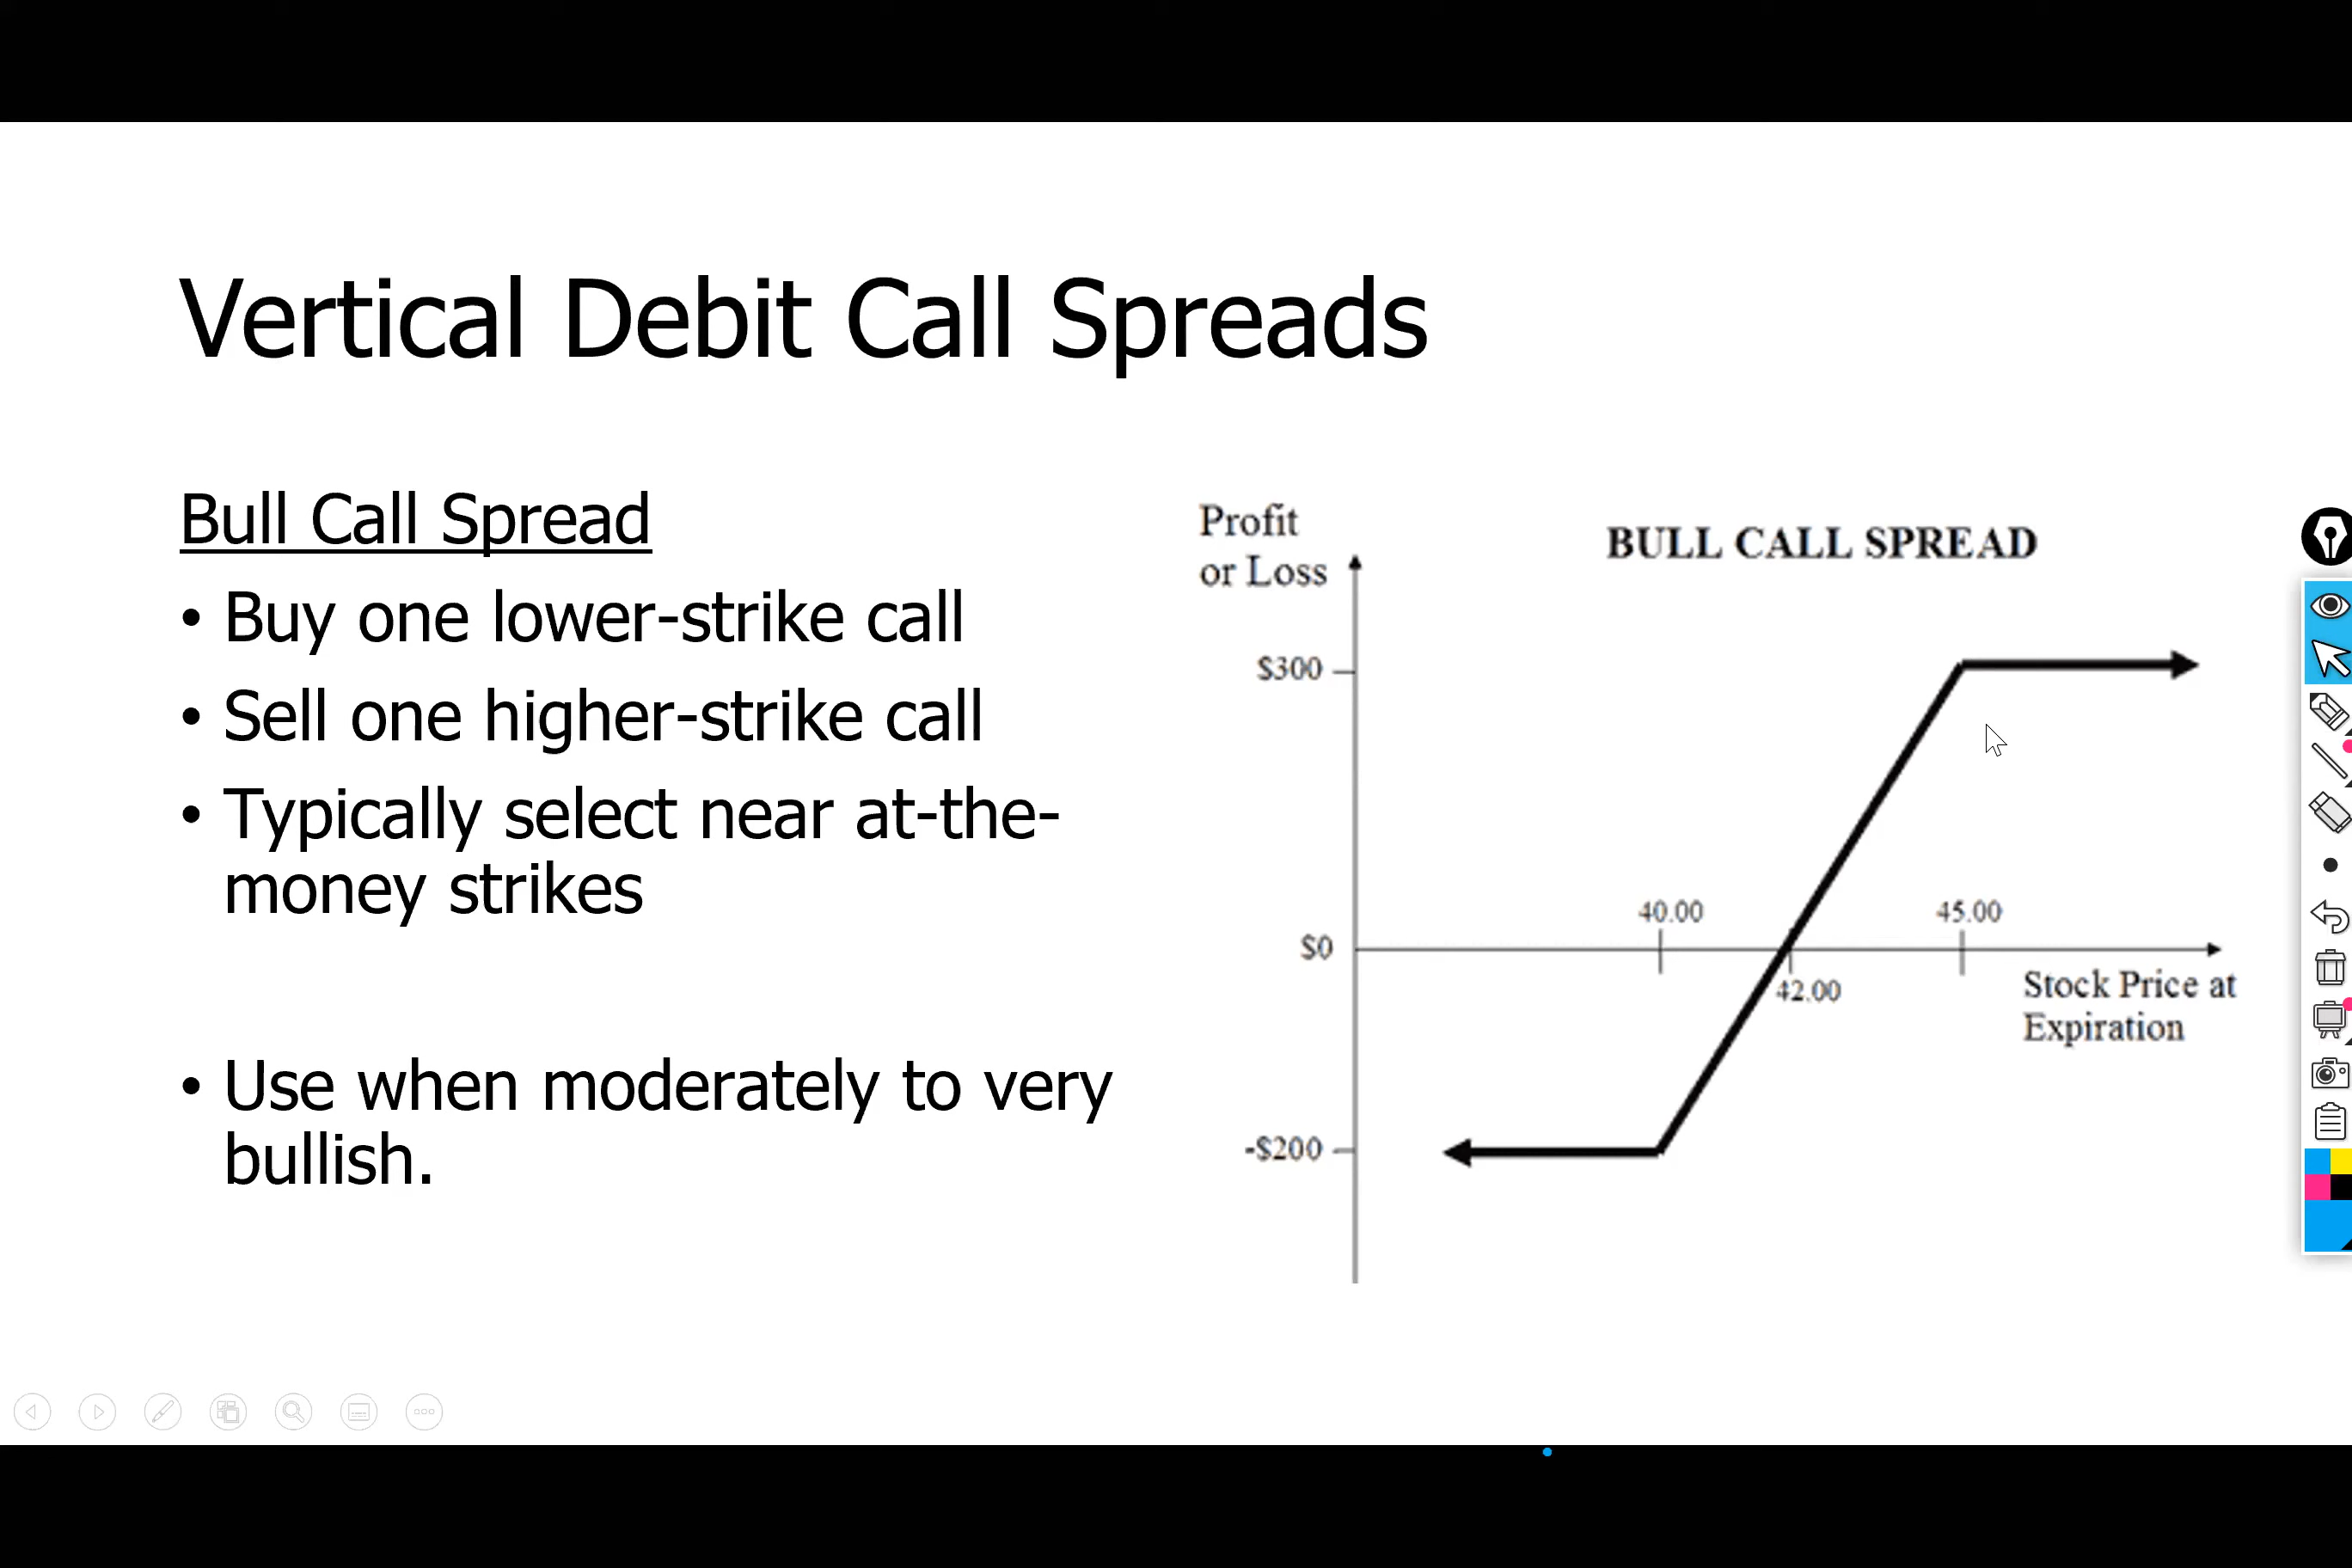 Vertical Debit Call Spreads
Bull Call Spread
• Buy one lower-strike call
• Sell one higher-strike call
• Typically select near at-the-
money strikes
• Use when moderately to very
bullish.
Profit
or Loss
BULL CALL SPREAD
$300
40.00
45.00
$0
42.00
Stock Price at
Expiration
-$200